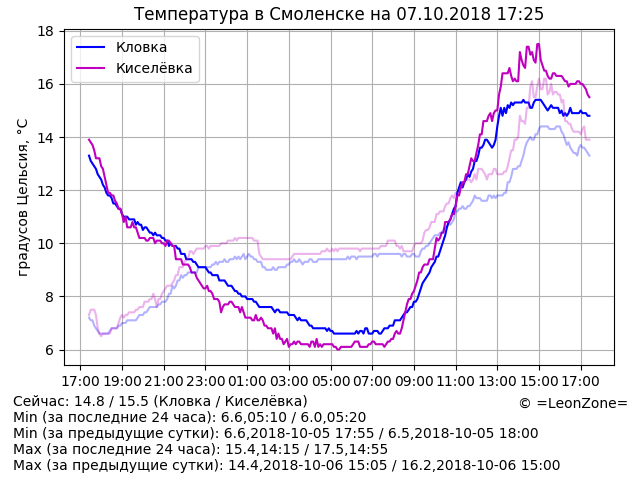 Температура в Смоленске на 07.10.2018 17:25
Кловка
Киселёвка
градусов Цельсия, °C
18
16
14
12
10
8
6
17:00 19:00 21:00 23:00 01:00 03:00 05:00 07:00 09:00 11:00 13:00 15:00 17:00
Сейчас: 14.8 / 15.5 (Кловка / Киселёвка)
© =LeonZone=
Min (за последние 24 часа): 6.6,05:10 / 6.0,05:20
Min (за предыдущие сутки): 6.6,2018-10-05 17:55 / 6.5,2018-10-05 18:00
Max (за последние 24 часа): 15.4,14:15 / 17.5,14:55
Max (за предыдущие сутки): 14.4,2018-10-06 15:05 / 16.2,2018-10-06 15:00